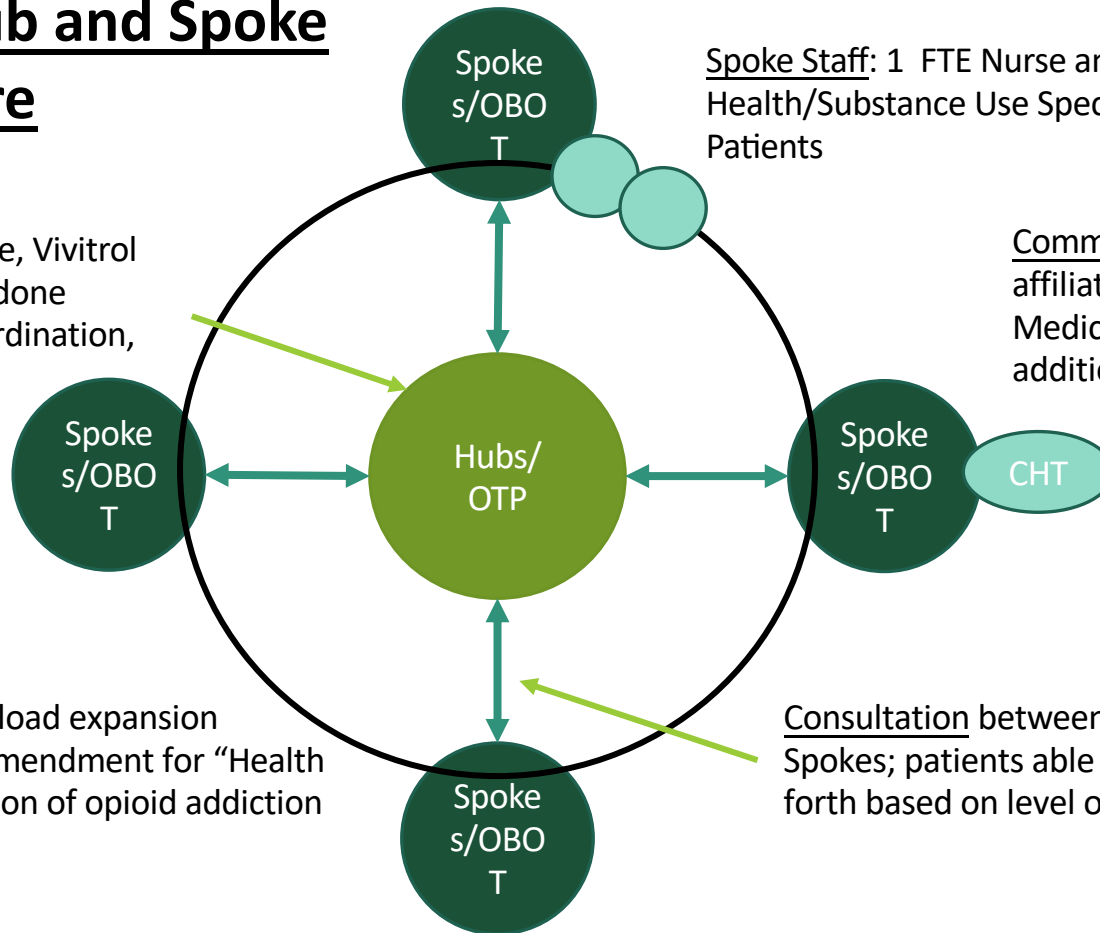 ub and Spoke
re
Spoke
s/OBO
T
Spoke Staff: 1 FTE Nurse an
Health/Substance Use Spec
Patients
e, Vivitrol
done
rdination,
Comm
affiliat
Medic
additio
Spoke
s/OBO
T
Hubs/
OTP
Spoke
s/OBO
T
CHT
load expansion
mendment for “Health
on of opioid addiction
Consultation between
Spokes; patients able
forth based on level o
Spoke
s/OBO
T